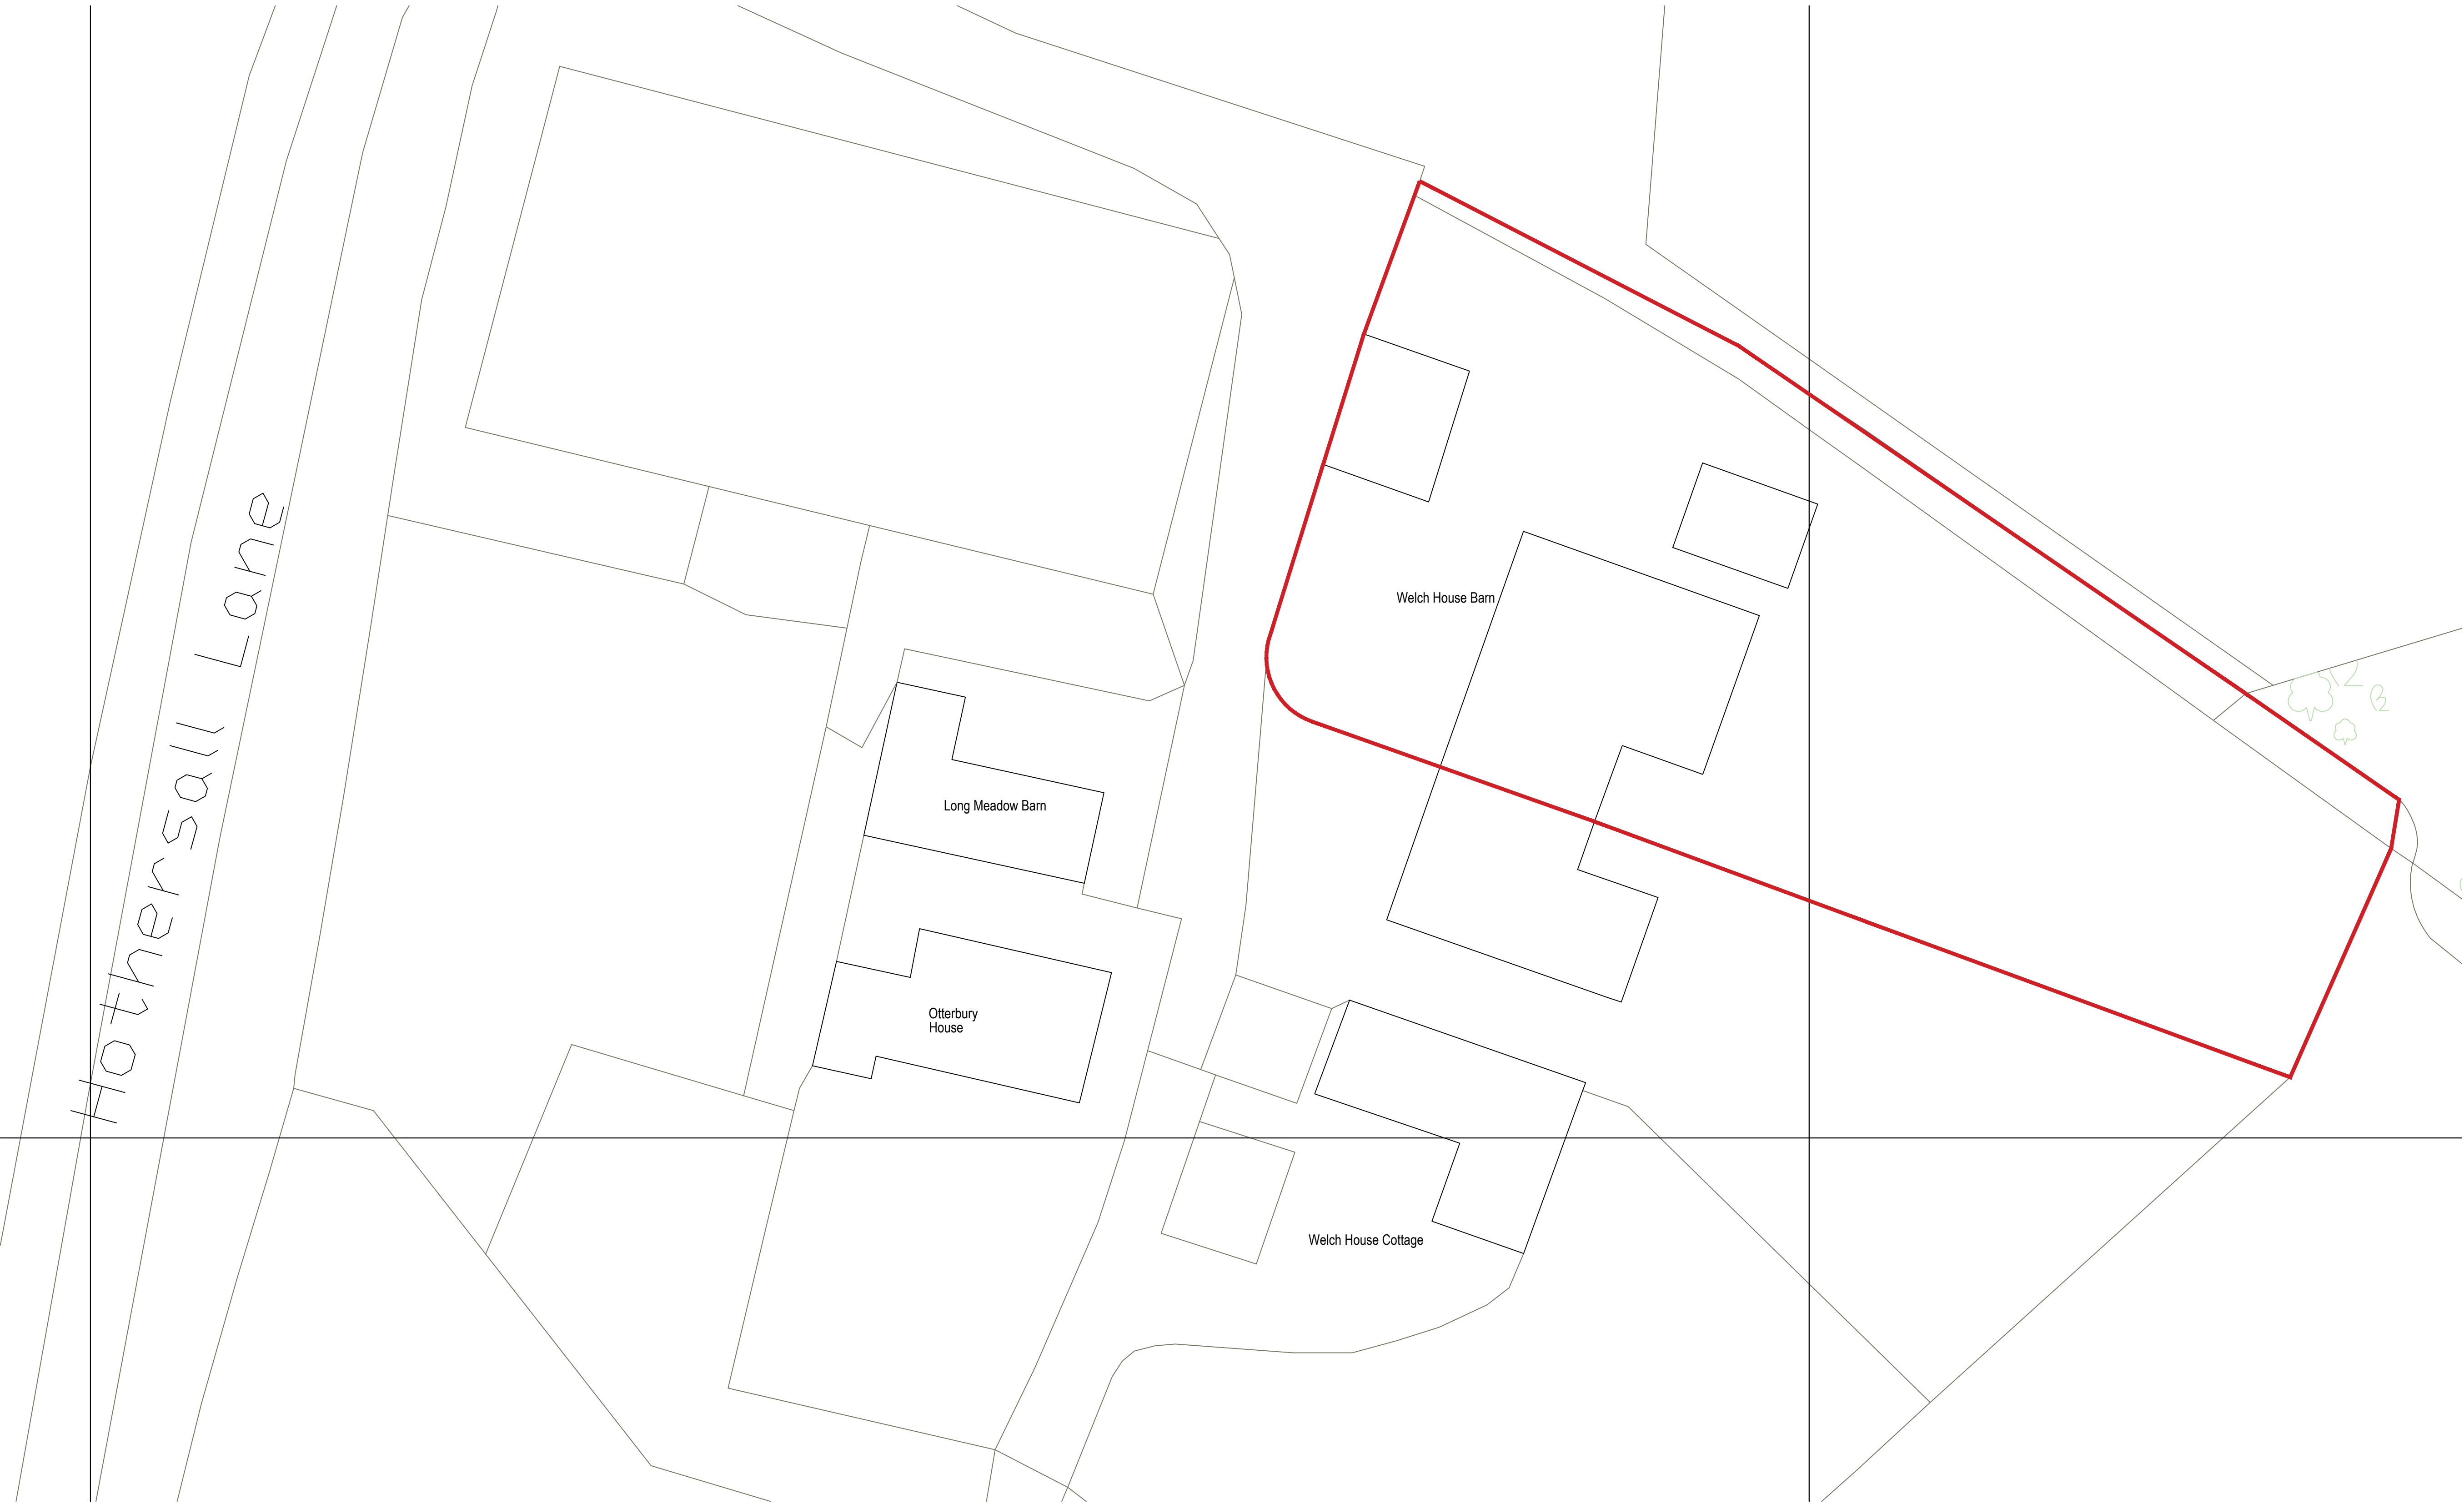 Hothersall Lane
Welch House Barn
Long Meadow Barn
Otterbury
House
Welch House Cottage